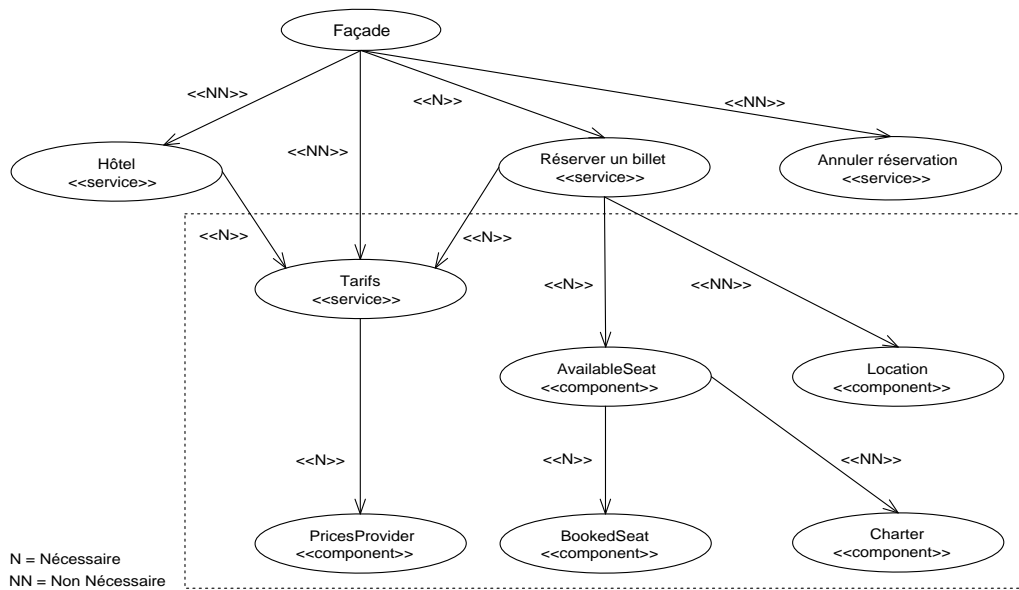 Façade
<<NN>>
<<N>>
<<NN>>
<<NN>>
Hôtel
<<service>>
Réserver un billet
<<service>>
Annuler réservation
<<service>>
<<N>>
<<N>>
Tarifs
<<service>>
<<N>>
<<NN>>
AvailableSeat
<<component>>
Location
<<component>>
<<N>>
<<N>>
<<NN>>
PricesProvider
<<component>>
BookedSeat
<<component>>
Charter
<<component>>
N = Nécessaire
NN = Non Nécessaire